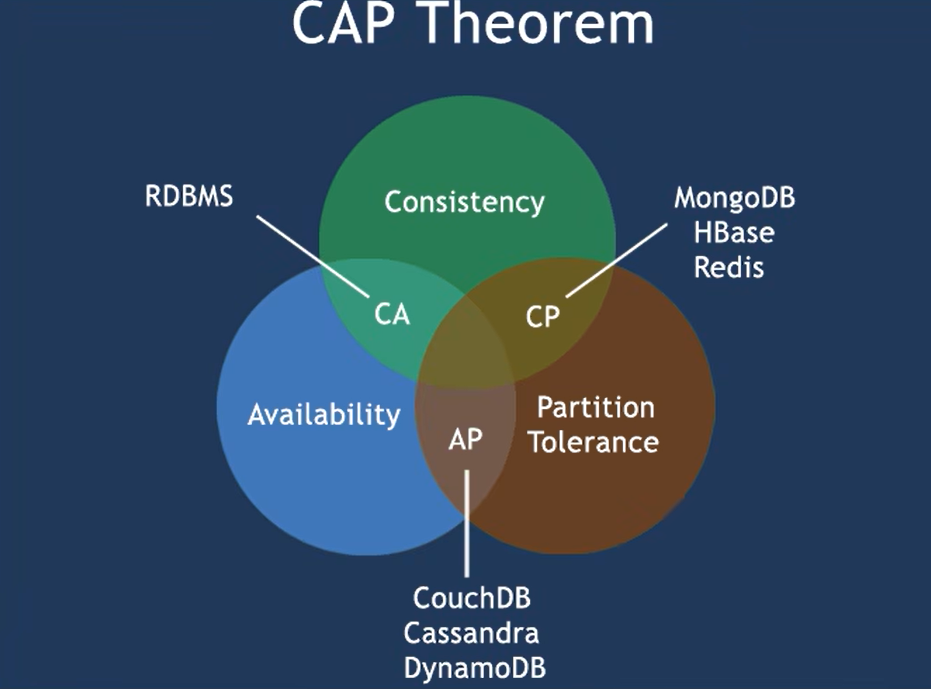 CAP Theorem
RDBMS
Consistency
MongoDB
HBase
Redis
CA
CP
Availability
Partition
Tolerance
AP
CouchDB
Cassandra
DynamoDB